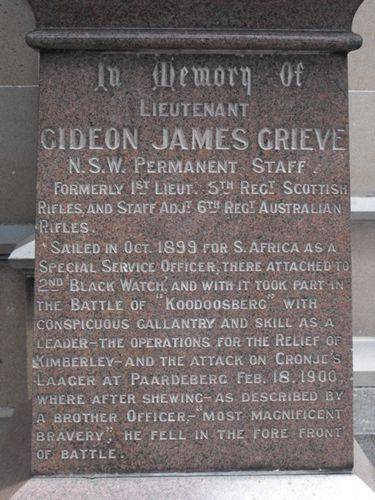 In Memory Of
LIEUTENANT
GIDEON JAMES GRIEVE
N.S.W. PERMANENT STAFF.
FORMERLY 1ST LIEUT. 5TH REGT SCOTTISH
RIFLES, AND STAFF ADJT 6TH REGT AUSTRALIAN
RIFLES.
SAILED IN OCT. 1899 FOR S. AFRICA AS A
SPECIAL SERVICE OFFICER, THERE ATTACHED TO
2ND BLACK WATCH, AND WITH IT TOOK PART IN
THE BATTLE OF "KOODOOSBERG" WITH
CONSPICUOUS GALLANTRY AND SKILL AS A
LEADER-THE OPERATIONS FOR THE RELIEF OF
KIMBERLEY-AND THE ATTACK ON CRONJE'S
LAAGER AT PAARDEBERG FEB. 18, 1900,
WHERE AFTER SHEWING-AS DESCRIBED BY
A BROTHER OFFICER,-"MOST MAGNIFICENT
BRAVERY", HE FELL IN THE FORE FRONT
OF BATTLE.